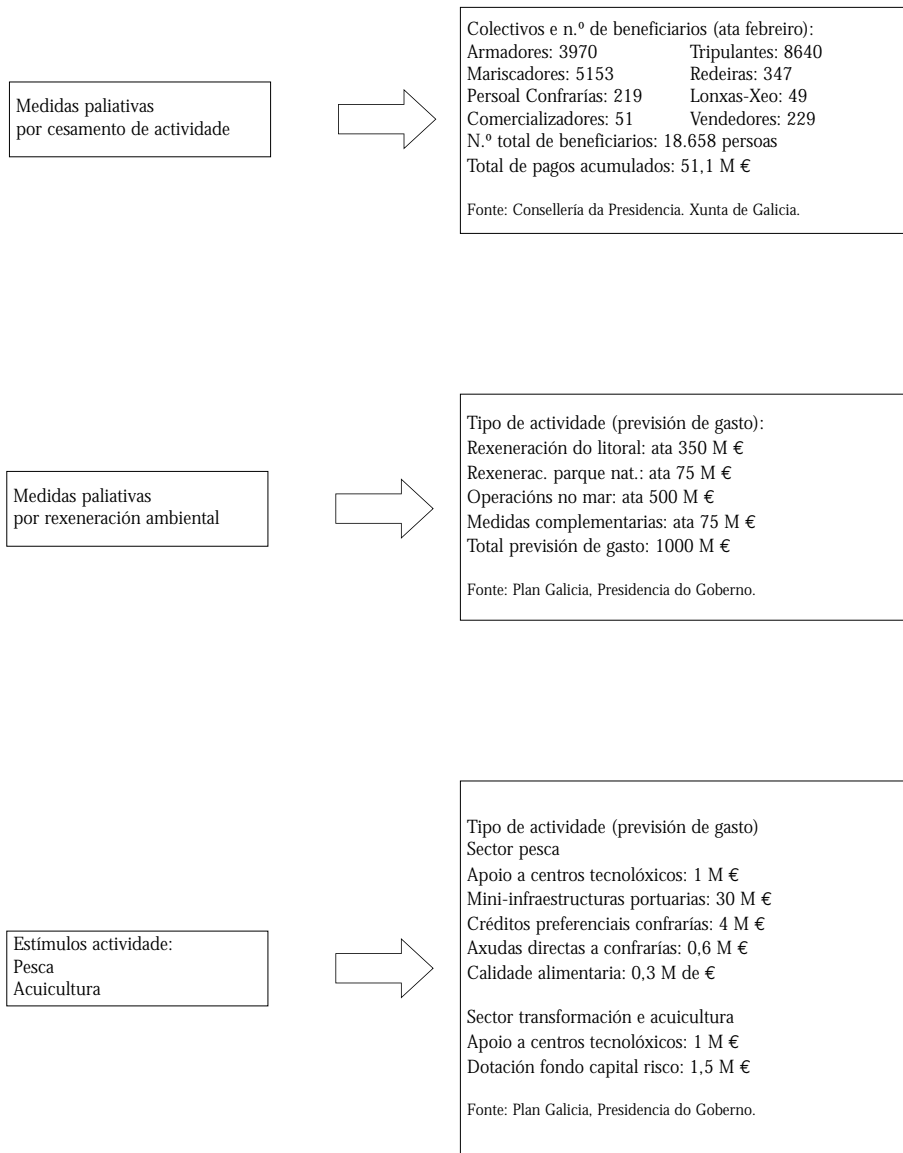 Medidas paliativas
por cesamento de actividade
Colectivos e n.º de beneficiarios (ata febreiro):
Armadores: 3970 Tripulantes: 8640
Mariscadores: 5153 Redeiras: 347
Persoal Confrarías: 219 Lonxas-Xeo: 49
Comercializadores: 51 Vendedores: 229
N.º total de beneficiarios: 18.658 persoas
Total de pagos acumulados: 51,1 M €
Fonte: Consellería da Presidencia. Xunta de Galicia.
Medidas paliativas
por rexeneración ambiental
Tipo de actividade (previsión de gasto):
Rexeneración do litoral: ata 350 M €
Rexenerac. parque nat.: ata 75 M €
Operacións no mar: ata 500 M €
Medidas complementarias: ata 75 M €
Total previsión de gasto: 1000 M €
Fonte: Plan Galicia, Presidencia do Goberno.
Estímulos actividade:
Pesca
Acuicultura
Tipo de actividade (previsión de gasto)
Sector pesca
Apoio a centros tecnolóxicos: 1 M €
Mini-infraestructuras portuarias: 30 M €
Créditos preferenciais confrarías: 4 M €
Axudas directas a confrarías: 0,6 M €
Calidade alimentaria: 0,3 M de €
Sector transformación e acuicultura
Apoio a centros tecnolóxicos: 1 M €
Dotación fondo capital risco: 1,5 M €
Fonte: Plan Galicia, Presidencia do Goberno.